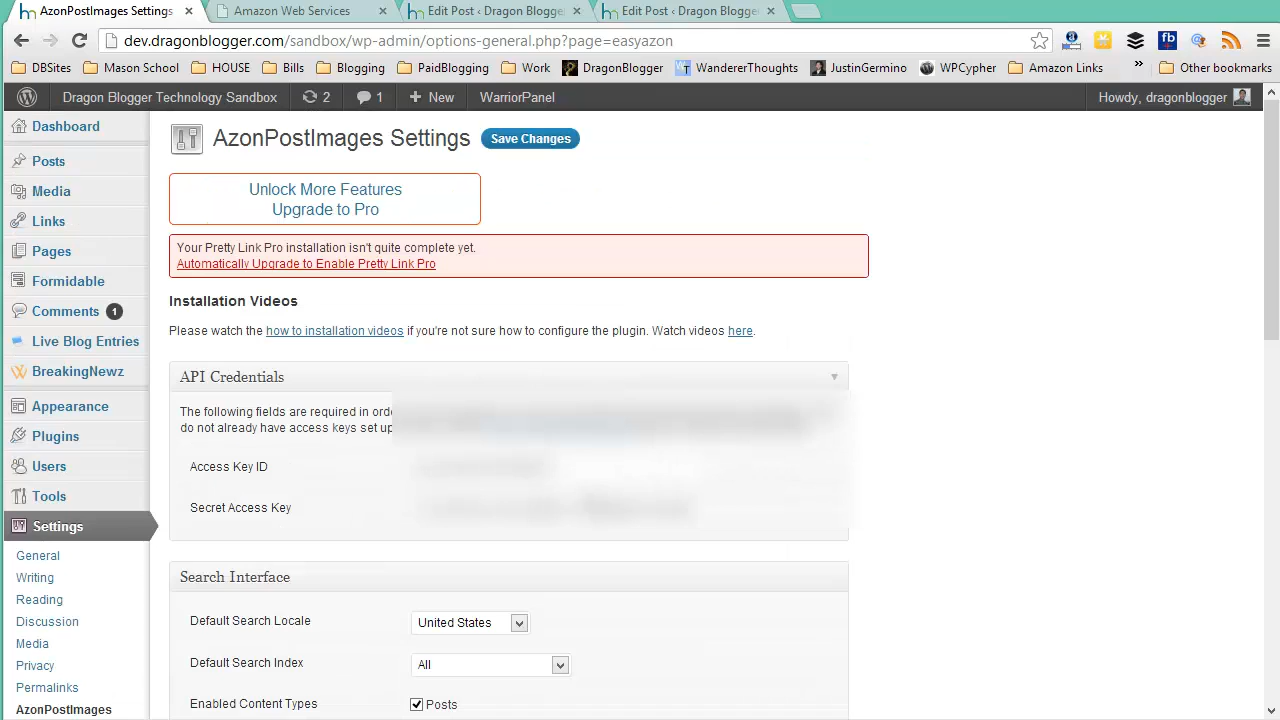 AzonPostImages Settings
Amazon Web Services
Edit Post ‹ Dragon Blogger
Edit Post ‹ Dragon Blogge
dev.dragonblogger.com/sandbox/wp-admin/options-general.php?page=easyazon
DBSites Mason School HOUSE Bills Blogging PaidBlogging Work DragonBlogger WandererThoughts JustinGermino WPCypher Amazon Links » Other bookmarks
Dragon Blogger Technology Sandbox 2 1 + New WarriorPanel Howdy, dragonblogger
Dashboard
Posts
Media
Links
Pages
Formidable
Comments 1
Live Blog Entries
BreakingNewz
Appearance
Plugins
Users
Tools
Settings
General
Writing
Reading
Discussion
Media
Privacy
Permalinks
AzonPostImages
AzonPostImages Settings Save Changes
Unlock More Features
Upgrade to Pro
Your Pretty Link Pro installation isn't quite complete yet.
Automatically Upgrade to Enable Pretty Link Pro
Installation Videos
Please watch the how to installation videos if you're not sure how to configure the plugin. Watch videos here.
API Credentials
The following fields are required in orde
do not already have access keys set up
Access Key ID
Secret Access Key
Search Interface
Default Search Locale United States
Default Search Index All
Enabled Content Types Posts